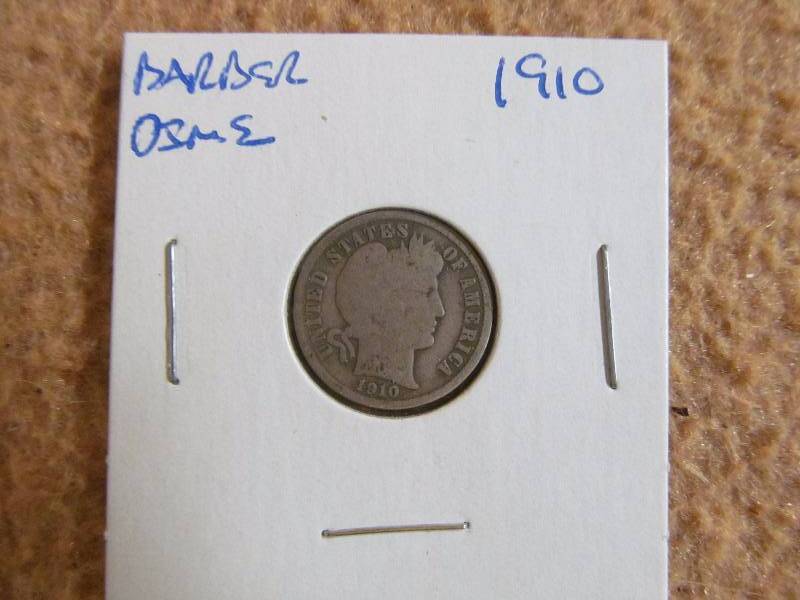 BARBER 1910
DIME
UNITED STATES OF AMERICA
1910